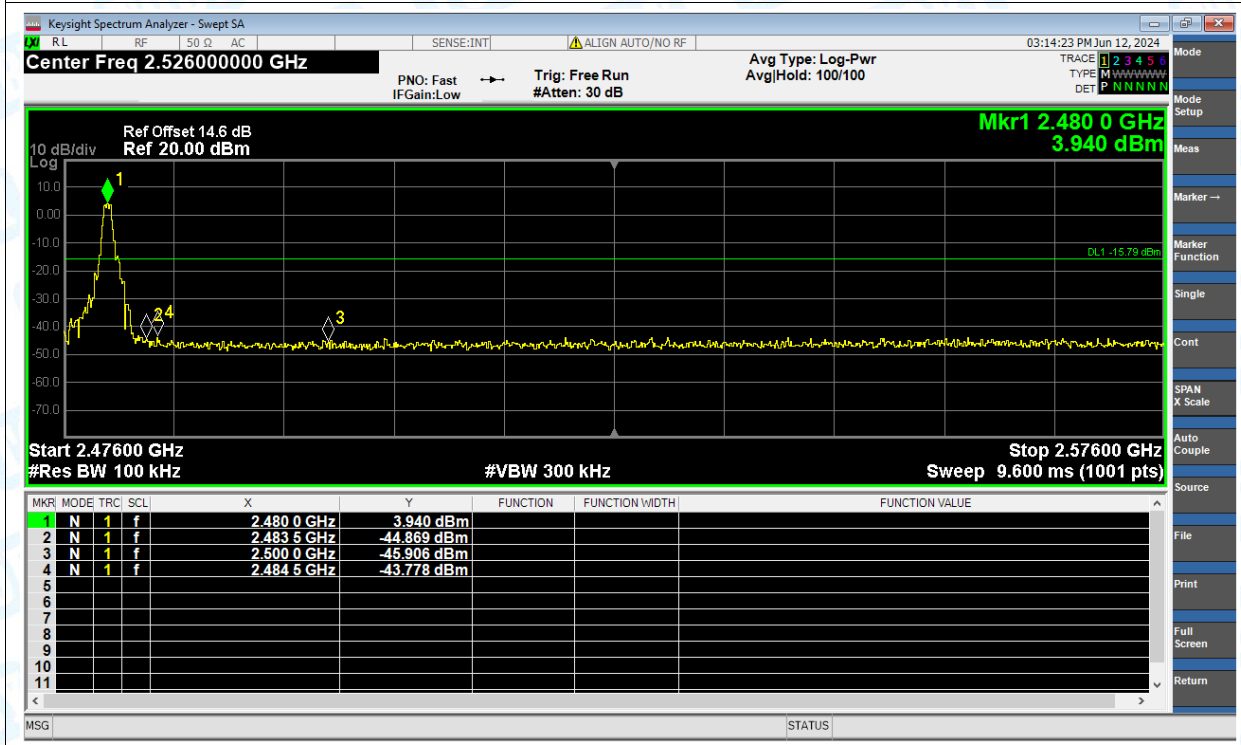 Keysight Spectrum Analyzer - Swept SA
LXI RL RF 50 Ω AC SENSE:INT ALIGN AUTO/NO RF 03:14:23 PM Jun 12, 2024
Center Freq 2.526000000 GHz
PNO: Fast
IFGain:Low
Trig: Free Run
#Atten: 30 dB
Avg Type: Log-Pwr
Avg|Hold: 100/100
TRACE 1 2 3 4 5 6
TYPE M WWWWW
DET P N N N N N
Ref Offset 14.6 dB
10 dB/div Ref 20.00 dBm
Log
Mkr1 2.480 0 GHz
3.940 dBm
10.0
0.00
-10.0
-20.0
-30.0
-40.0
-50.0
-60.0
-70.0
1
2 4
3
DL1 -15.79 dBm
Start 2.47600 GHz Stop 2.57600 GHz
#Res BW 100 kHz #VBW 300 kHz Sweep 9.600 ms (1001 pts)
MKR MODE TRC SCL X Y FUNCTION FUNCTION WIDTH FUNCTION VALUE
1 N 1 f 2.480 0 GHz 3.940 dBm
2 N 1 f 2.483 5 GHz -44.869 dBm
3 N 1 f 2.500 0 GHz -45.906 dBm
4 N 1 f 2.484 5 GHz -43.778 dBm
5
6
7
8
9
10
11
MSG STATUS
Mode
Mode
Setup
Meas
Marker →
Marker
Function
Single
Cont
SPAN
X Scale
Auto
Couple
Source
File
Print
Full
Screen
Return